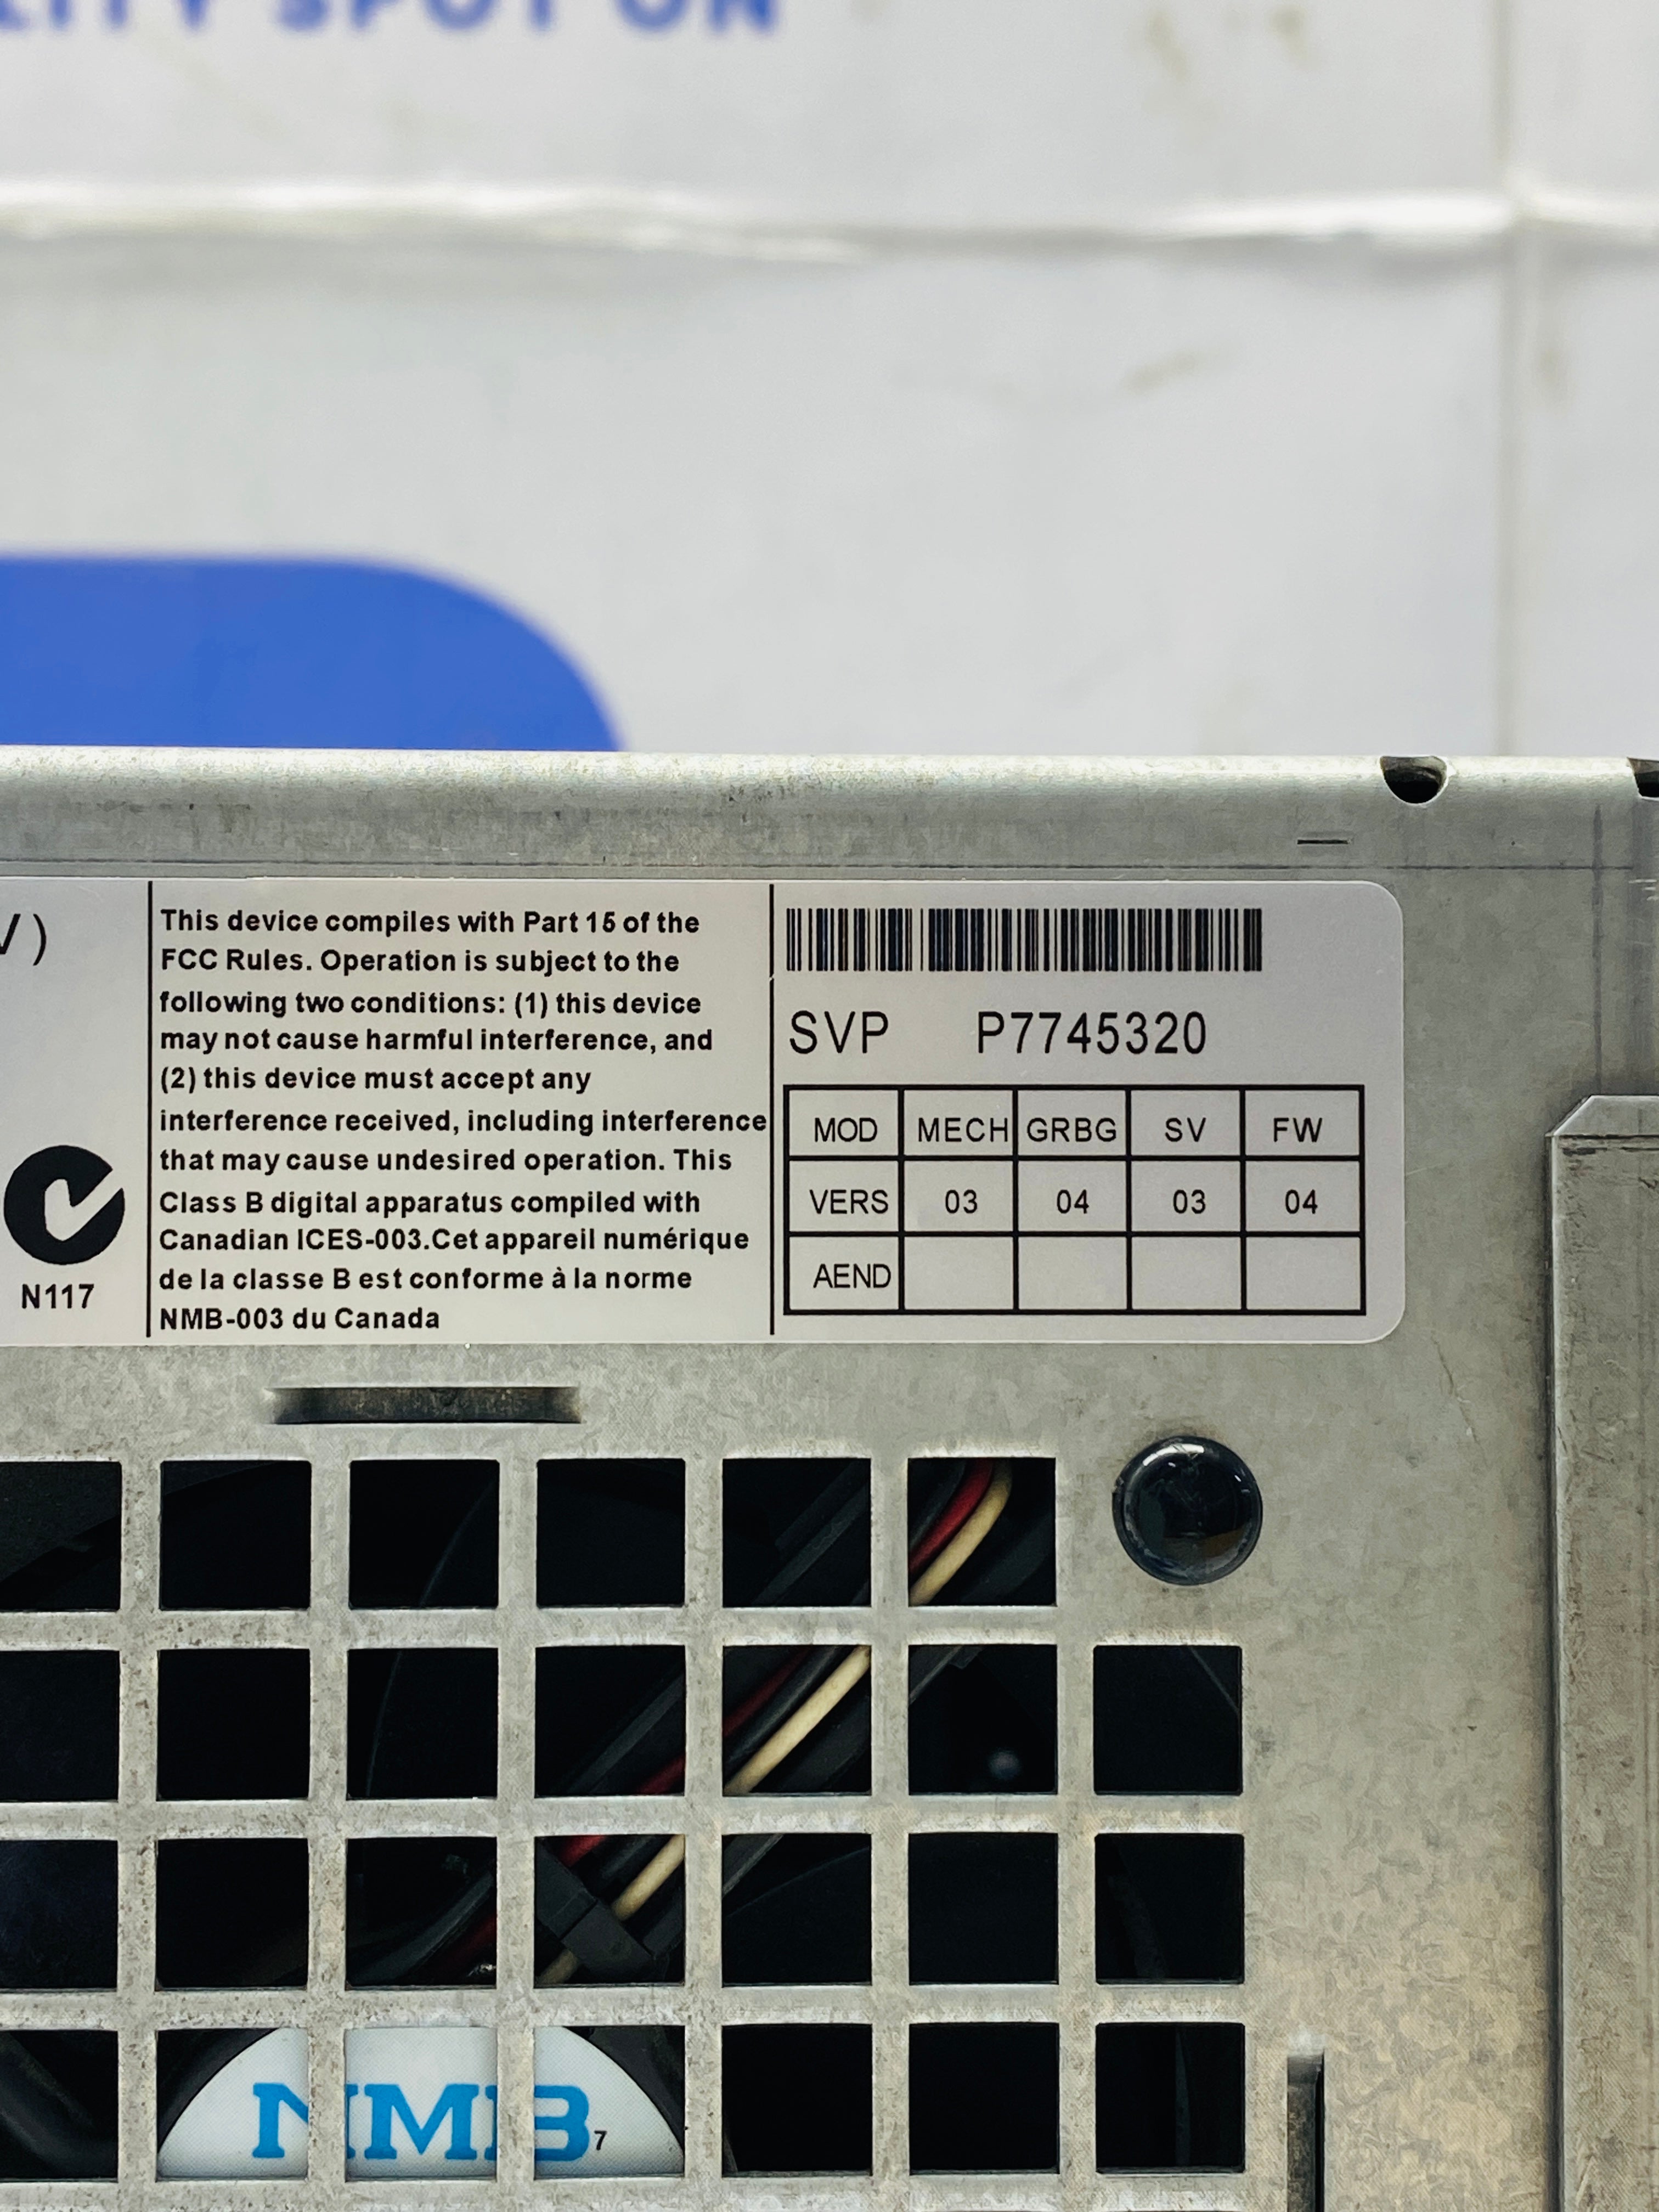 SPOT ON
V)
N117
This device compiles with Part 15 of the
FCC Rules. Operation is subject to the
following two conditions: (1) this device
may not cause harmful interference, and
(2) this device must accept any
interference received, including interference
that may cause undesired operation. This
Class B digital apparatus compiled with
Canadian ICES-003.Cet appareil numérique
de la classe B est conforme à la norme
NMB-003 du Canada
SVP P7745320
MOD MECH GRBG SV FW
VERS 03 04 03 04
AEND
NMB
7